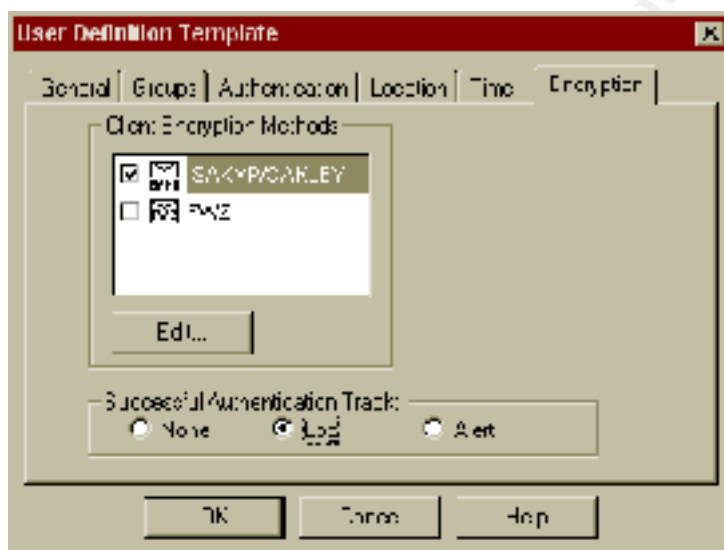 User Definition Template
General Groups Authentication Location Time Encryption
Client Encryption Methods
ISAKMP/OAKLEY
FWZ
Edit...
Successful Authentication Track:
None Log Alert
OK Cancel Help